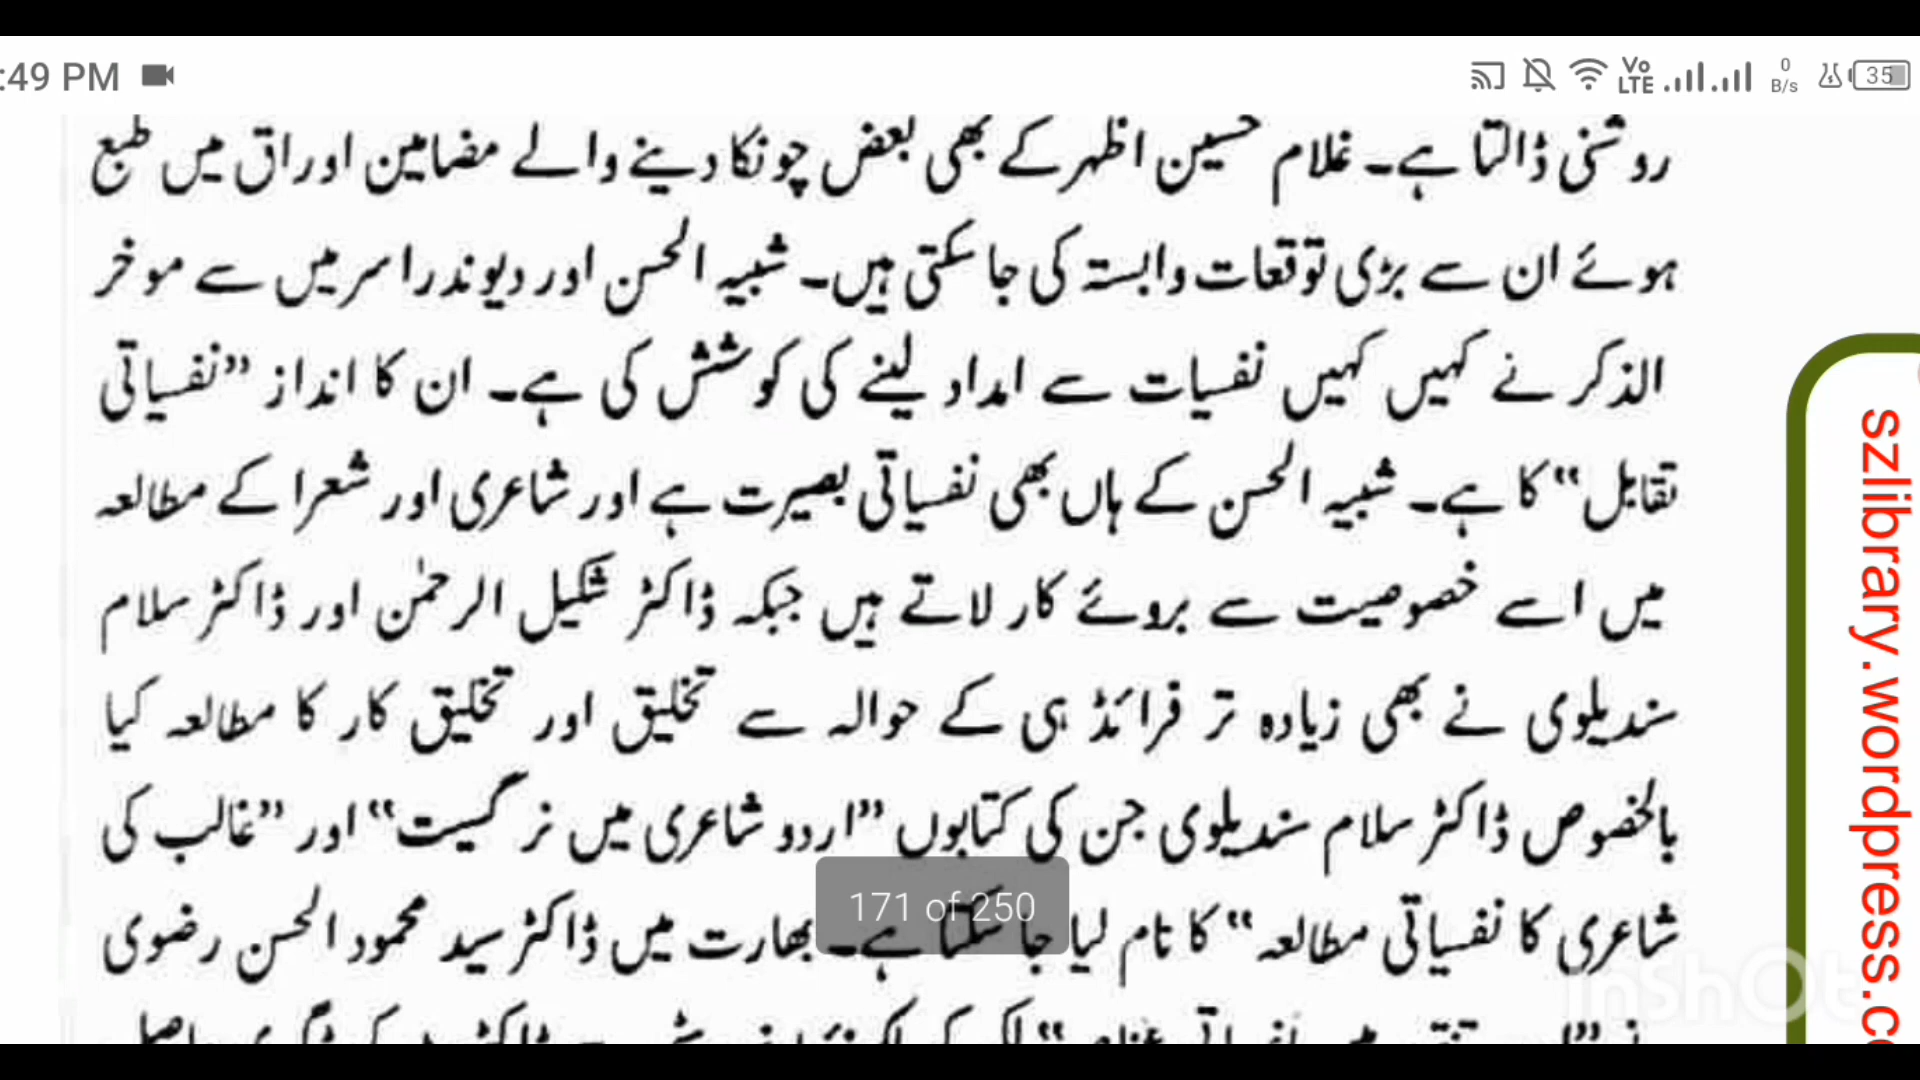 :49 PM
Vo LTE 0 B/s 35
روشنی ڈالتا ہے۔ غلام حسین اظہر کے بھی بعض چونکا دینے والے مضامین اوراق میں طبع
ہوئے ان سے بڑی توقعات وابستہ کی جا سکتی ہیں۔ شبیہ الحسن اور دیوندر اسر میں سے موخر
الذکر نے کہیں کہیں نفسیات سے امداد لینے کی کوشش کی ہے۔ ان کا انداز ”نفسیاتی
تقابل“ کا ہے۔ شبیہ الحسن کے ہاں بھی نفسیاتی بصیرت ہے اور شاعری اور شعرا کے مطالعہ
میں اسے خصوصیت سے بروئے کار لاتے ہیں جبکہ ڈاکٹر شکیل الرحمٰن اور ڈاکٹر سلام
سندیلوی نے بھی زیادہ تر فرائڈ ہی کے حوالہ سے تخلیق اور تخلیق کار کا مطالعہ کیا
بالخصوص ڈاکٹر سلام سندیلوی جن کی کتابوں ”اردو شاعری میں نرگسیت“ اور ”غالب کی
شاعری کا نفسیاتی مطالعہ“ کا نام لیا جا سکتا ہے۔ بھارت میں ڈاکٹر سید محمود الحسن رضوی
171 of 250
szlibrary.wordpress.c
InShot